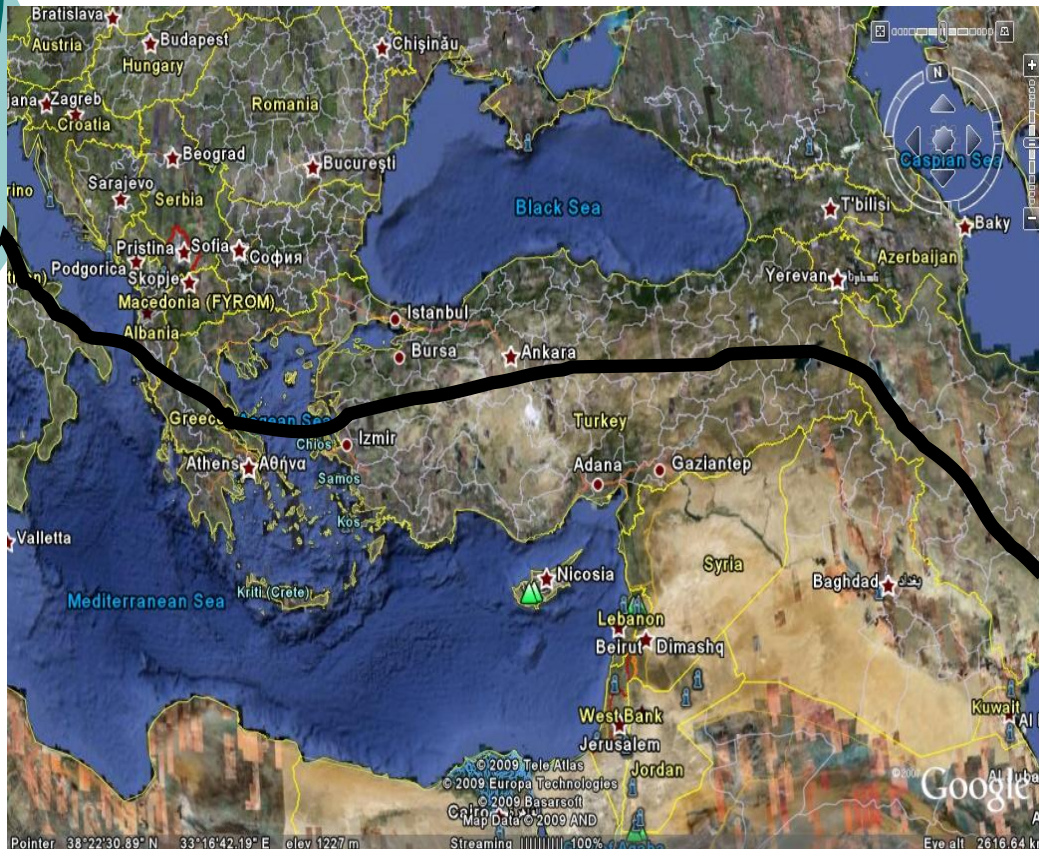 Bratislava
Austria
Budapest
Hungary
Chișinău
Zagreb
Croatia
Romania
Beograd
București
Caspian Sea
Sarajevo
Serbia
Black Sea
T'bilisi
Baky
Pristina
Sofia
София
Podgorica
Skopje
Azerbaijan
Yerevan
Macedonia (FYROM)
Albania
Istanbul
Bursa
Ankara
Greece
Aegean Sea
Turkey
Chios
Izmir
Athens
Αθήνα
Samos
Adana
Gaziantep
Kos
Valletta
Syria
Nicosia
Baghdad
بغداد
Kriti (Crete)
Mediterranean Sea
Lebanon
Beirut
Dimashq
West Bank
Kuwait
Jerusalem
Jordan
© 2009 Tele Atlas
© 2009 Europa Technologies
© 2009 Basarsoft
Map Data © 2009 AND
Google
Pointer 38°22'30.89" N 33°16'42.19" E elev 1227 m
Streaming 100%
Eye alt 2616.64 km
N